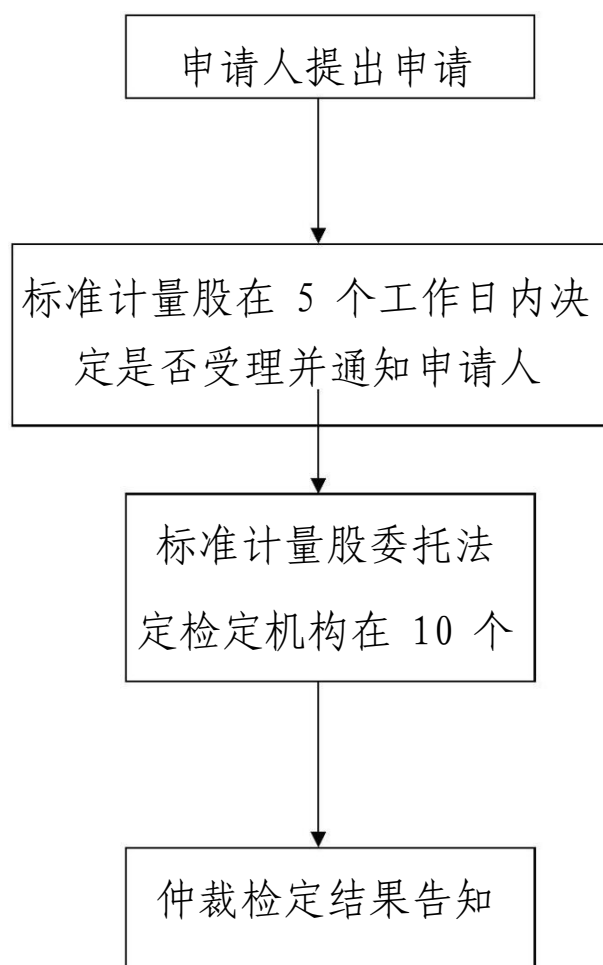 申请人提出申请
标准计量股在 5 个工作日内决
定是否受理并通知申请人
标准计量股委托法
定检定机构在 10 个
仲裁检定结果告知